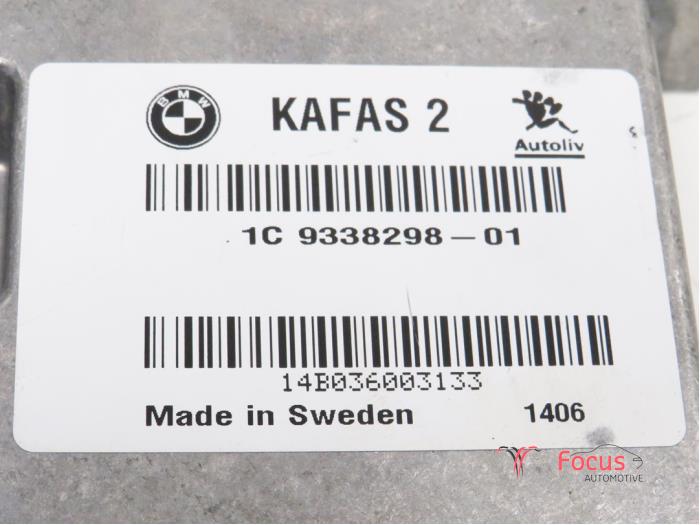 BMW
KAFAS 2
Autoliv
1C 9338298-01
14B036003133
Made in Sweden 1406
Focus
AUTOMOTIVE